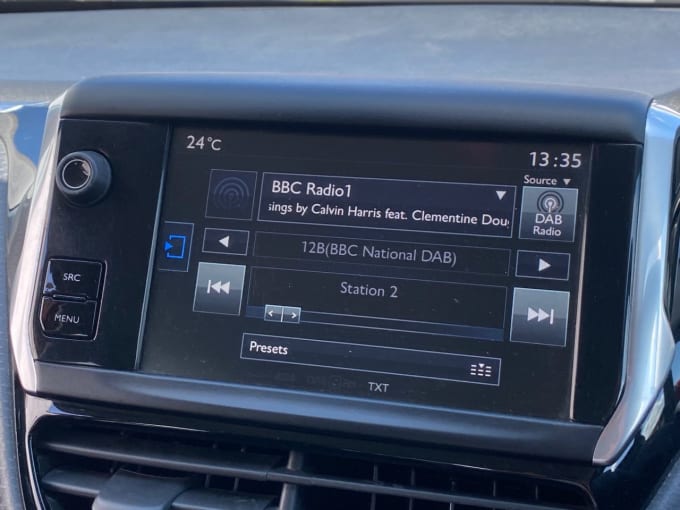 24°C
13:35
Source
BBC Radio1
sings by Calvin Harris feat. Clementine Dou
DAB
Radio
12B(BBC National DAB)
SRC
MENU
Station 2
Presets
TXT